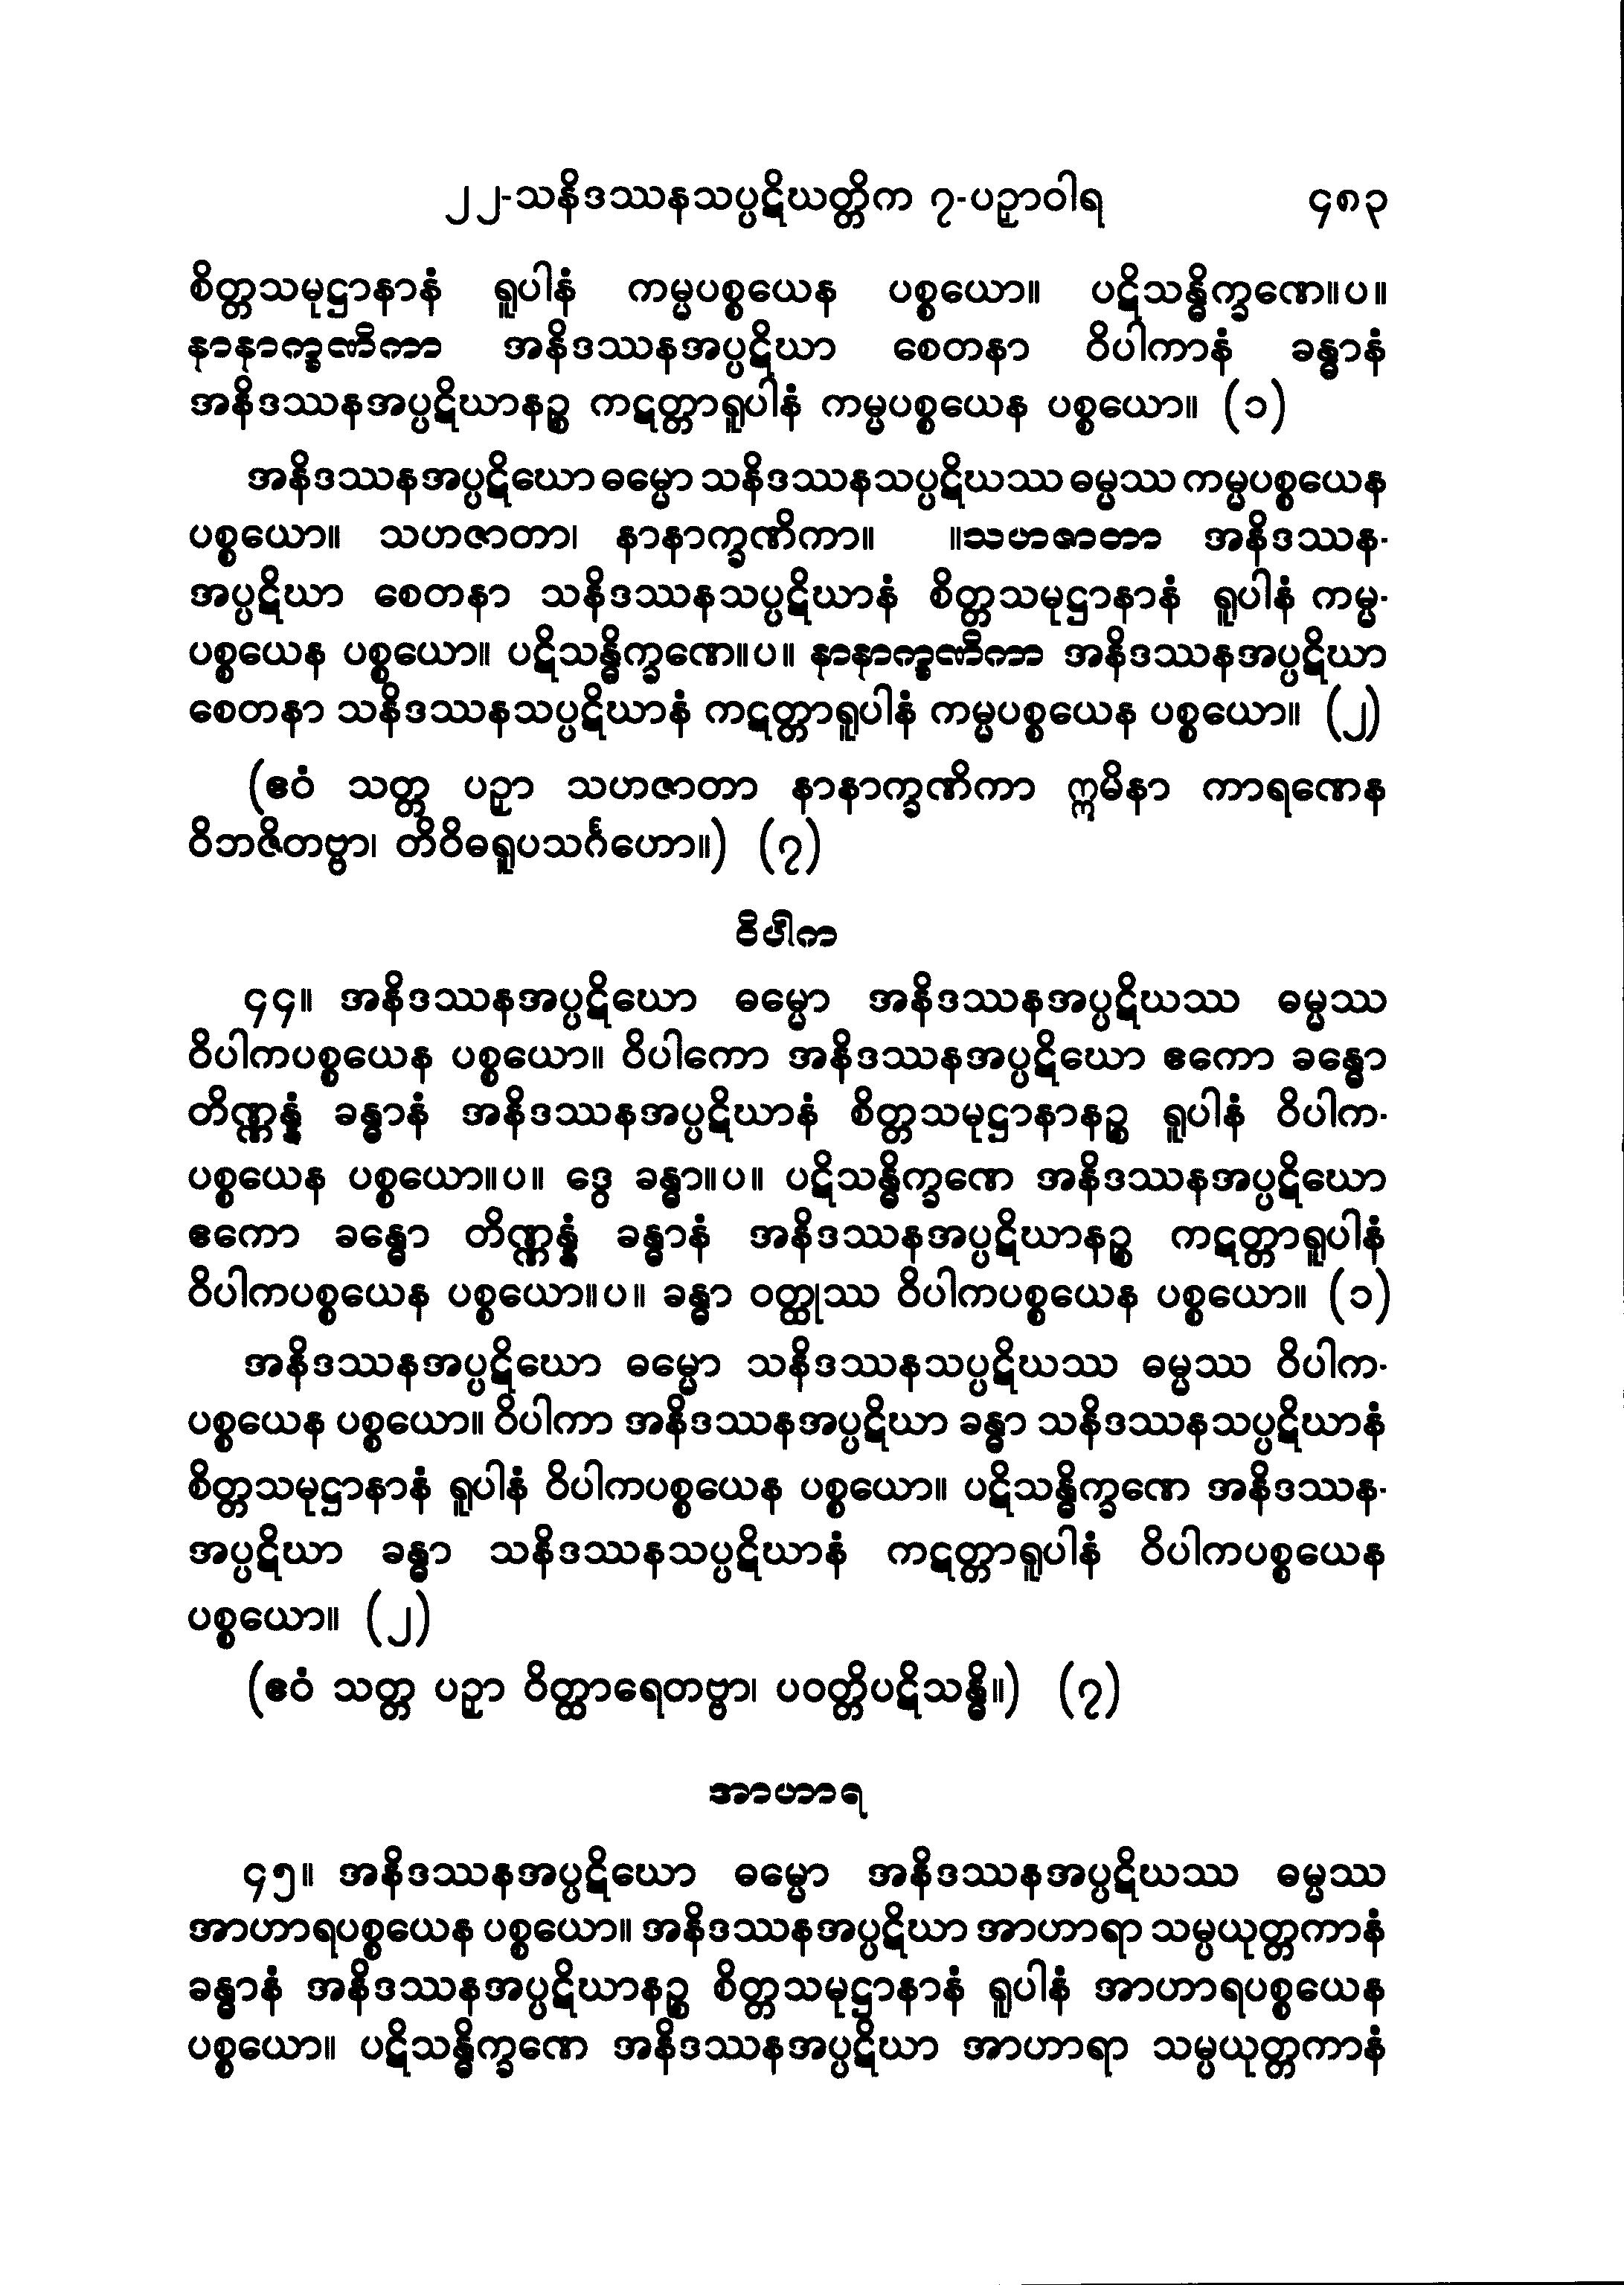 ၂၂-သနိဒဿနသပ္ပဋိဃတ္တိက ၇-ပဉှာဝါရ ၄၈၃
စိတ္တသမုဋ္ဌာနာနံ ရူပါနံ ကမ္မပစ္စယေန ပစ္စယော။ ပဋိသန္ဓိက္ခဏေ။ပ။
နာနာက္ခဏိကာ အနိဒဿနအပ္ပဋိဃာ စေတနာ ဝိပါကာနံ ခန္ဓာနံ
အနိဒဿနအပ္ပဋိဃာနဉ္စ ကဋတ္တာရူပါနံ ကမ္မပစ္စယေန ပစ္စယော။ (၁)
အနိဒဿနအပ္ပဋိဃော ဓမ္မော သနိဒဿနသပ္ပဋိဃဿ ဓမ္မဿ ကမ္မပစ္စယေန
ပစ္စယော။ သဟဇာတာ၊ နာနာက္ခဏိကာ။ ။သဟဇာတာ အနိဒဿန-
အပ္ပဋိဃာ စေတနာ သနိဒဿနသပ္ပဋိဃာနံ စိတ္တသမုဋ္ဌာနာနံ ရူပါနံ ကမ္မ-
ပစ္စယေန ပစ္စယော။ ပဋိသန္ဓိက္ခဏေ။ပ။ နာနာက္ခဏိကာ အနိဒဿနအပ္ပဋိဃာ
စေတနာ သနိဒဿနသပ္ပဋိဃာနံ ကဋတ္တာရူပါနံ ကမ္မပစ္စယေန ပစ္စယော။ (၂)
(ဧဝံ သတ္တ ပဉှာ သဟဇာတာ နာနာက္ခဏိကာ ဣမိနာ ကာရဏေန
ဝိဘဇိတဗ္ဗာ၊ တိဝိဓရူပသင်္ဂဟော။) (၇)
ဝိပါက
၄၄။ အနိဒဿနအပ္ပဋိဃော ဓမ္မော အနိဒဿနအပ္ပဋိဃဿ ဓမ္မဿ
ဝိပါကပစ္စယေန ပစ္စယော။ ဝိပါကော အနိဒဿနအပ္ပဋိဃော ဧကော ခန္ဓော
တိဏ္ဏန္နံ ခန္ဓာနံ အနိဒဿနအပ္ပဋိဃာနံ စိတ္တသမုဋ္ဌာနာနဉ္စ ရူပါနံ ဝိပါက-
ပစ္စယေန ပစ္စယော။ပ။ ဒွေ ခန္ဓာ။ပ။ ပဋိသန္ဓိက္ခဏေ အနိဒဿနအပ္ပဋိဃော
ဧကော ခန္ဓော တိဏ္ဏန္နံ ခန္ဓာနံ အနိဒဿနအပ္ပဋိဃာနဉ္စ ကဋတ္တာရူပါနံ
ဝိပါကပစ္စယေန ပစ္စယော။ပ။ ခန္ဓာ ဝတ္ထုဿ ဝိပါကပစ္စယေန ပစ္စယော။ (၁)
အနိဒဿနအပ္ပဋိဃော ဓမ္မော သနိဒဿနသပ္ပဋိဃဿ ဓမ္မဿ ဝိပါက-
ပစ္စယေန ပစ္စယော။ ဝိပါကာ အနိဒဿနအပ္ပဋိဃာ ခန္ဓာ သနိဒဿနသပ္ပဋိဃာနံ
စိတ္တသမုဋ္ဌာနာနံ ရူပါနံ ဝိပါကပစ္စယေန ပစ္စယော။ ပဋိသန္ဓိက္ခဏေ အနိဒဿန-
အပ္ပဋိဃာ ခန္ဓာ သနိဒဿနသပ္ပဋိဃာနံ ကဋတ္တာရူပါနံ ဝိပါကပစ္စယေန
ပစ္စယော။ (၂)
(ဧဝံ သတ္တ ပဉှာ ဝိတ္ထာရေတဗ္ဗာ၊ ပဝတ္တိပဋိသန္ဓိ။) (၇)
အာဟာရ
၄၅။ အနိဒဿနအပ္ပဋိဃော ဓမ္မော အနိဒဿနအပ္ပဋိဃဿ ဓမ္မဿ
အာဟာရပစ္စယေန ပစ္စယော။ အနိဒဿနအပ္ပဋိဃာ အာဟာရာ သမ္ပယုတ္တကာနံ
ခန္ဓာနံ အနိဒဿနအပ္ပဋိဃာနဉ္စ စိတ္တသမုဋ္ဌာနာနံ ရူပါနံ အာဟာရပစ္စယေန
ပစ္စယော။ ပဋိသန္ဓိက္ခဏေ အနိဒဿနအပ္ပဋိဃာ အာဟာရာ သမ္ပယုတ္တကာနံ